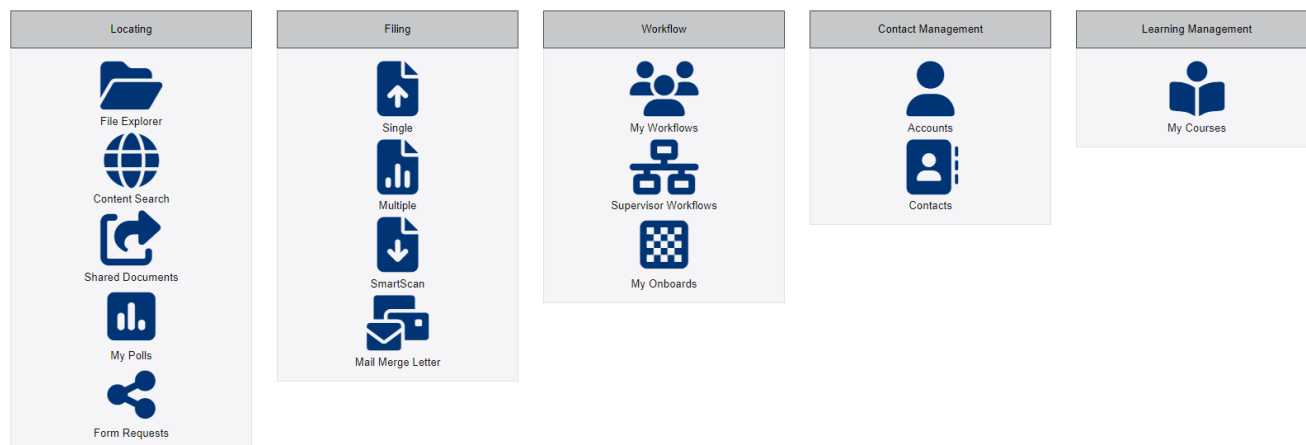 Locating
File Explorer
Content Search
Shared Documents
My Polls
Form Requests
Filing
Single
Multiple
SmartScan
Mail Merge Letter
Workflow
My Workflows
Supervisor Workflows
My Onboards
Contact Management
Accounts
Contacts
Learning Management
My Courses